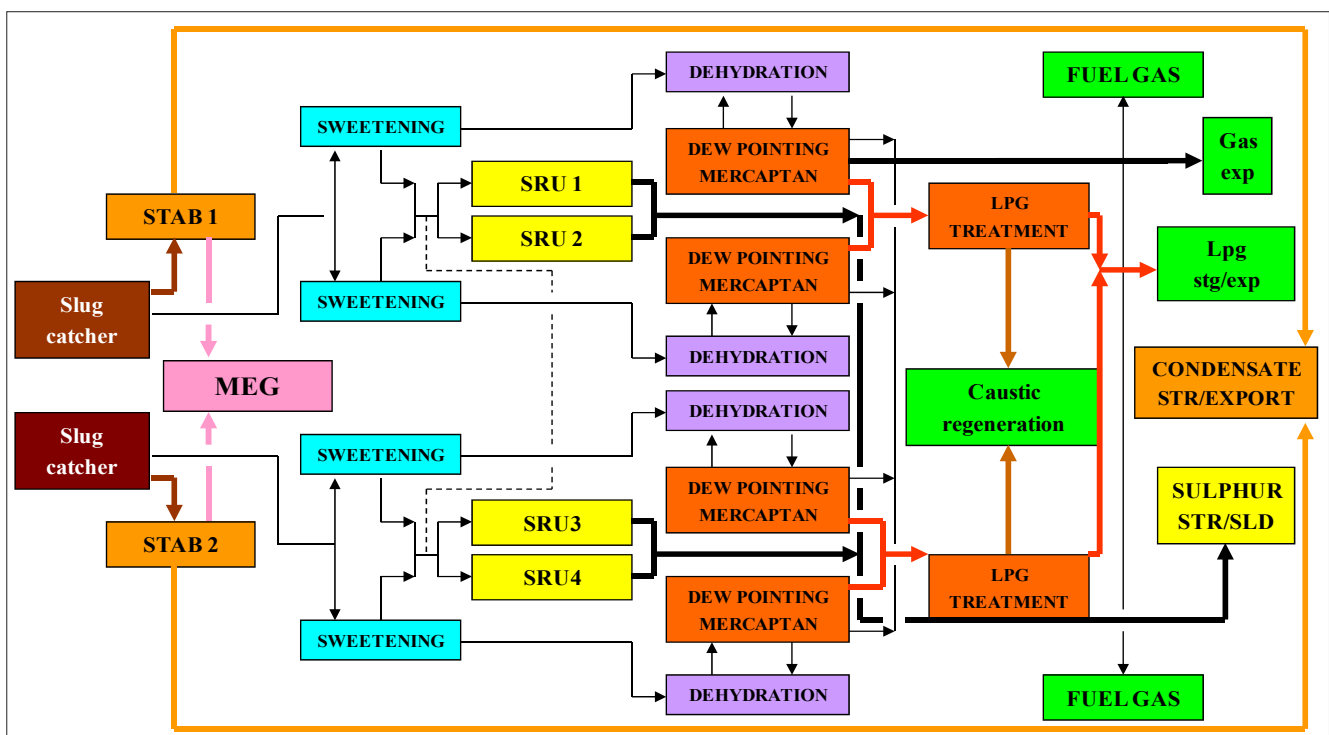 DEHYDRATION
FUEL GAS
SWEETENING
DEW POINTING
MERCAPTAN
Gas
exp
SRU 1
STAB 1
SRU 2
LPG
TREATMENT
Lpg
stg/exp
DEW POINTING
MERCAPTAN
SWEETENING
Slug
catcher
DEHYDRATION
MEG
CONDENSATE
STR/EXPORT
Caustic
regeneration
DEHYDRATION
Slug
catcher
SWEETENING
DEW POINTING
MERCAPTAN
SULPHUR
STR/SLD
SRU3
STAB 2
SRU4
LPG
TREATMENT
DEW POINTING
MERCAPTAN
SWEETENING
DEHYDRATION
FUEL GAS